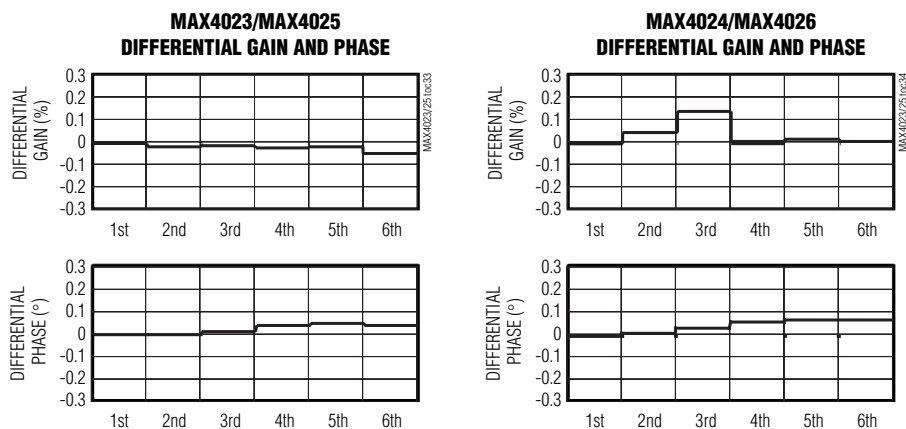 MAX4023/MAX4025
DIFFERENTIAL GAIN AND PHASE
DIFFERENTIAL
GAIN (%)
0.3
0.2
0.1
0
-0.1
-0.2
-0.3
1st 2nd 3rd 4th 5th 6th
MAX4023/25 toc33
DIFFERENTIAL
PHASE (°)
0.3
0.2
0.1
0
-0.1
-0.2
-0.3
1st 2nd 3rd 4th 5th 6th
MAX4024/MAX4026
DIFFERENTIAL GAIN AND PHASE
DIFFERENTIAL
GAIN (%)
0.3
0.2
0.1
0
-0.1
-0.2
-0.3
1st 2nd 3rd 4th 5th 6th
MAX4023/25 toc34
DIFFERENTIAL
PHASE (°)
0.3
0.2
0.1
0
-0.1
-0.2
-0.3
1st 2nd 3rd 4th 5th 6th